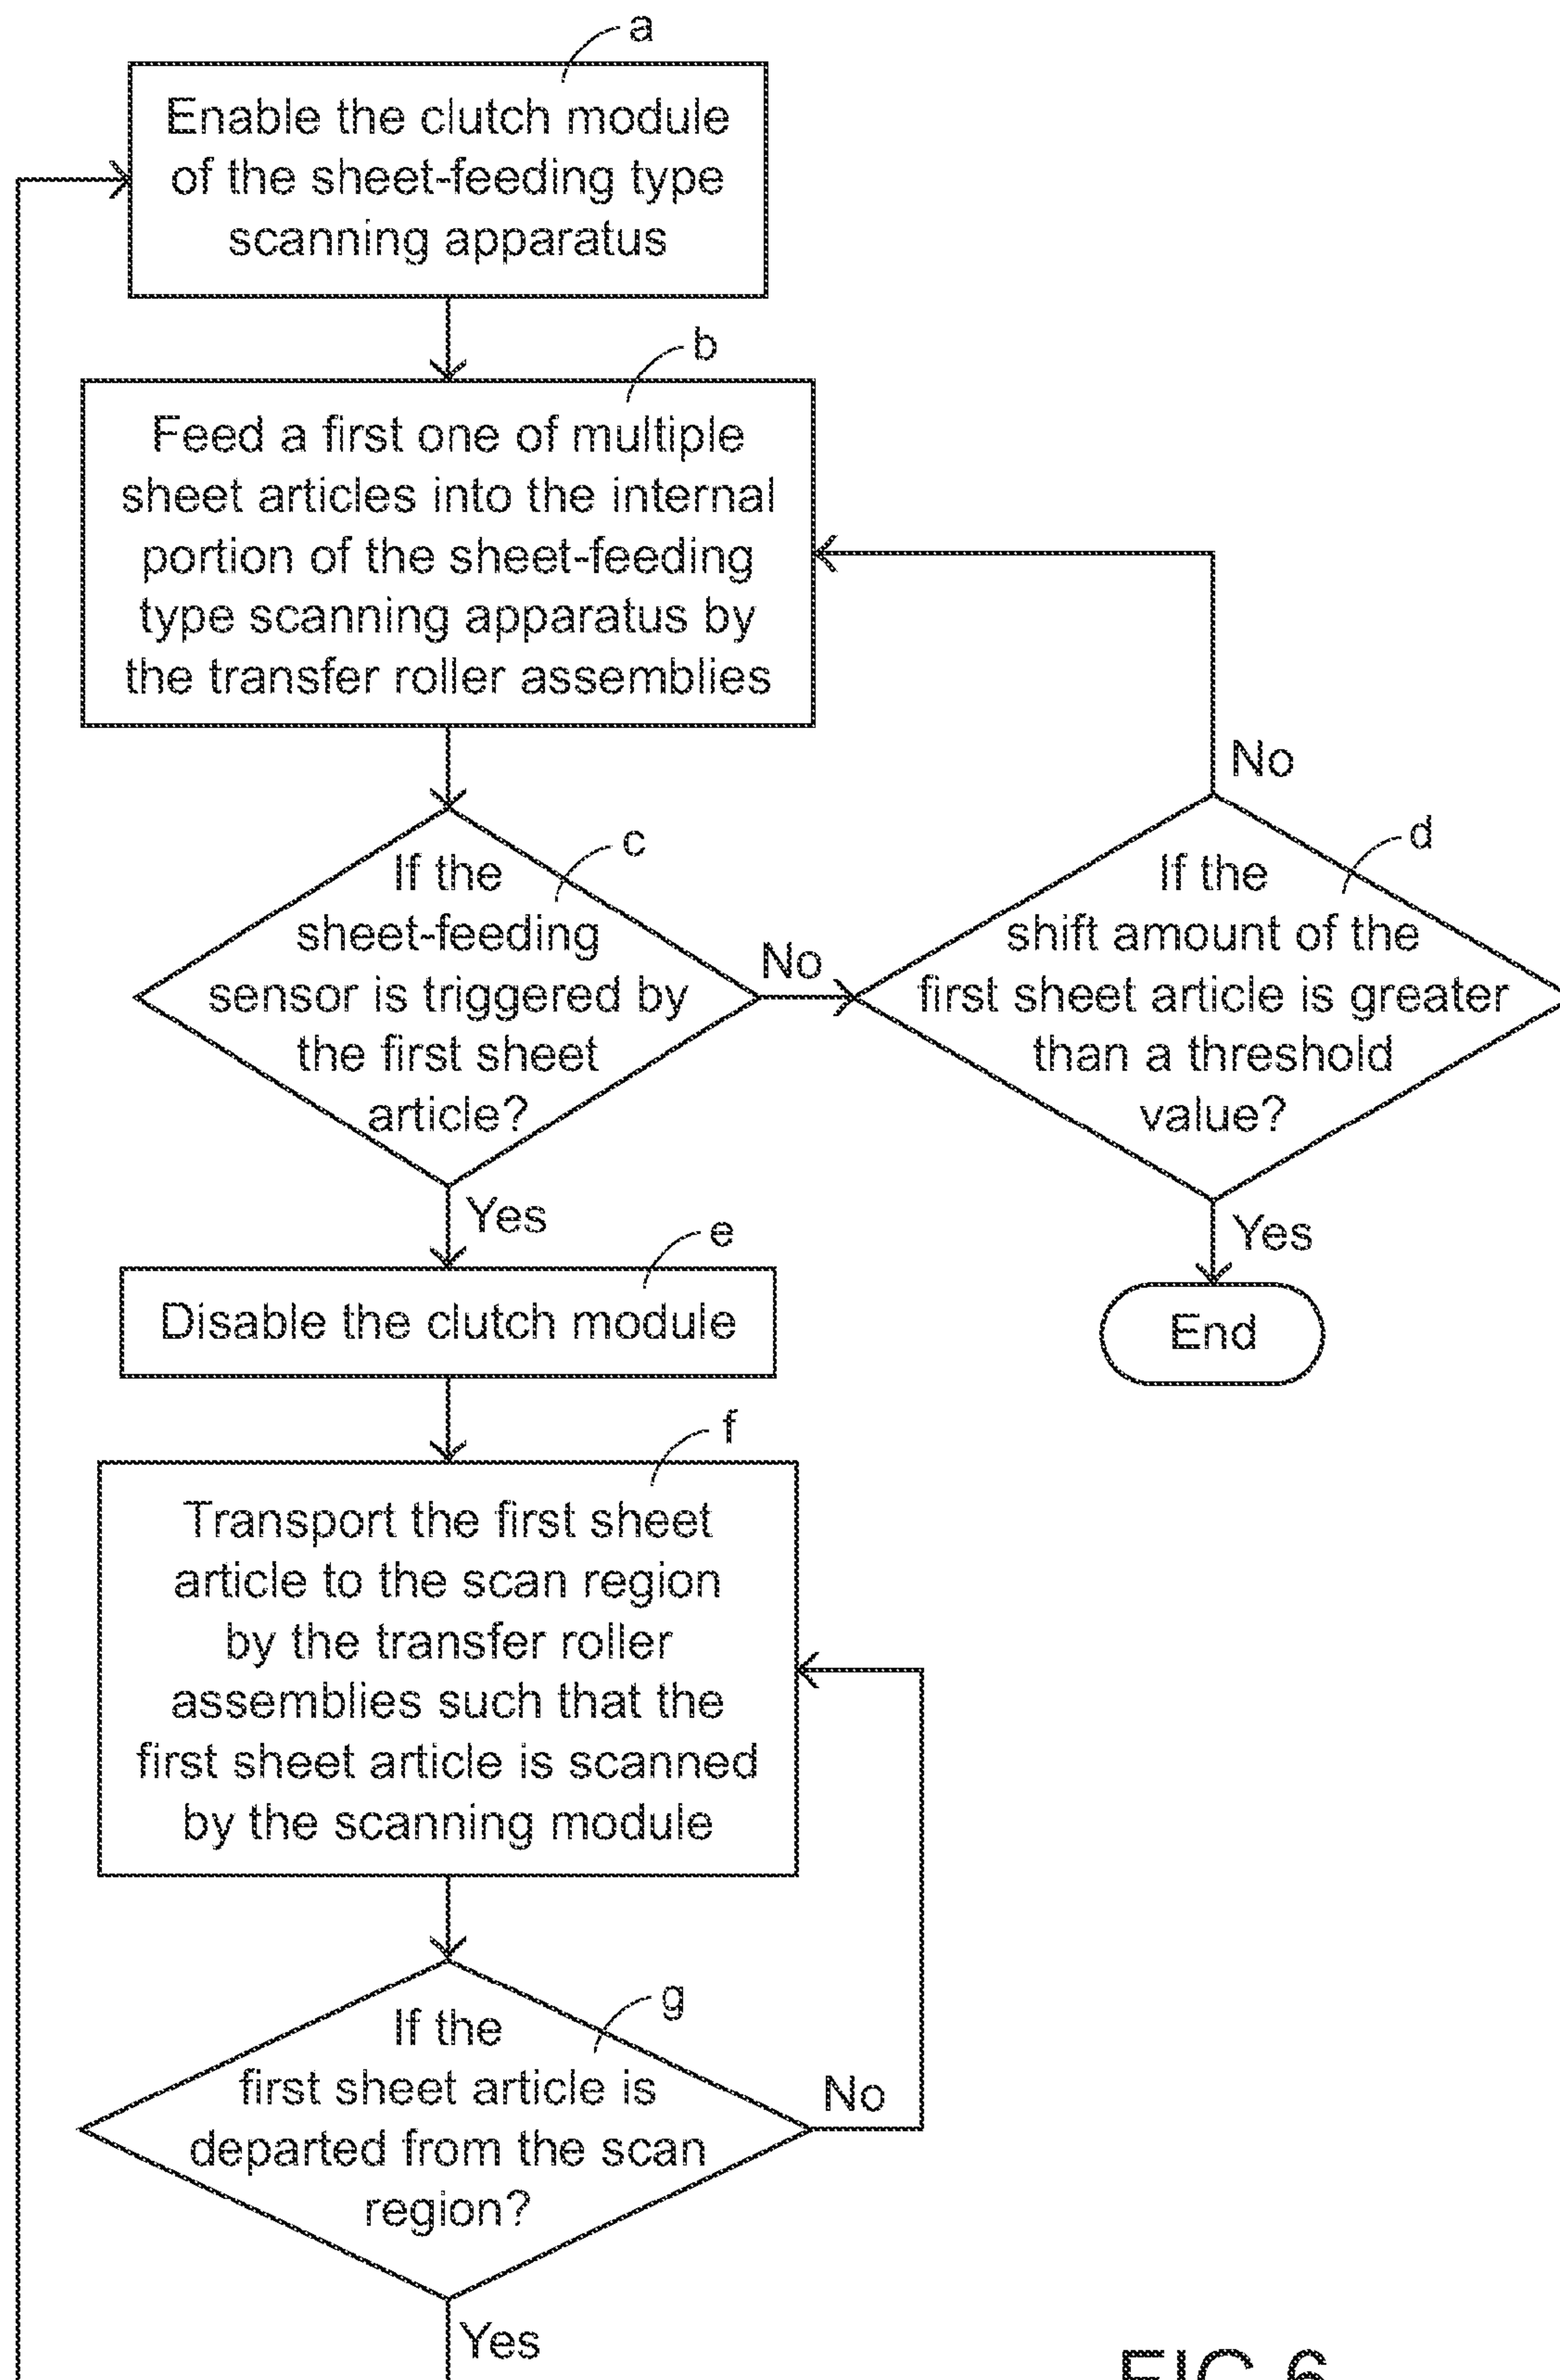 a
Enable the clutch module
of the sheet-feeding type
scanning apparatus
b
Feed a first one of multiple
sheet articles into the internal
portion of the sheet-feeding
type scanning apparatus by
the transfer roller assemblies
c
If the
sheet-feeding
sensor is triggered by
the first sheet
article?
No
Yes
d
If the
shift amount of the
first sheet article is greater
than a threshold
value?
No
Yes
End
e
Disable the clutch module
f
Transport the first sheet
article to the scan region
by the transfer roller
assemblies such that the
first sheet article is scanned
by the scanning module
g
If the
first sheet article is
departed from the scan
region?
No
Yes
FIG.6